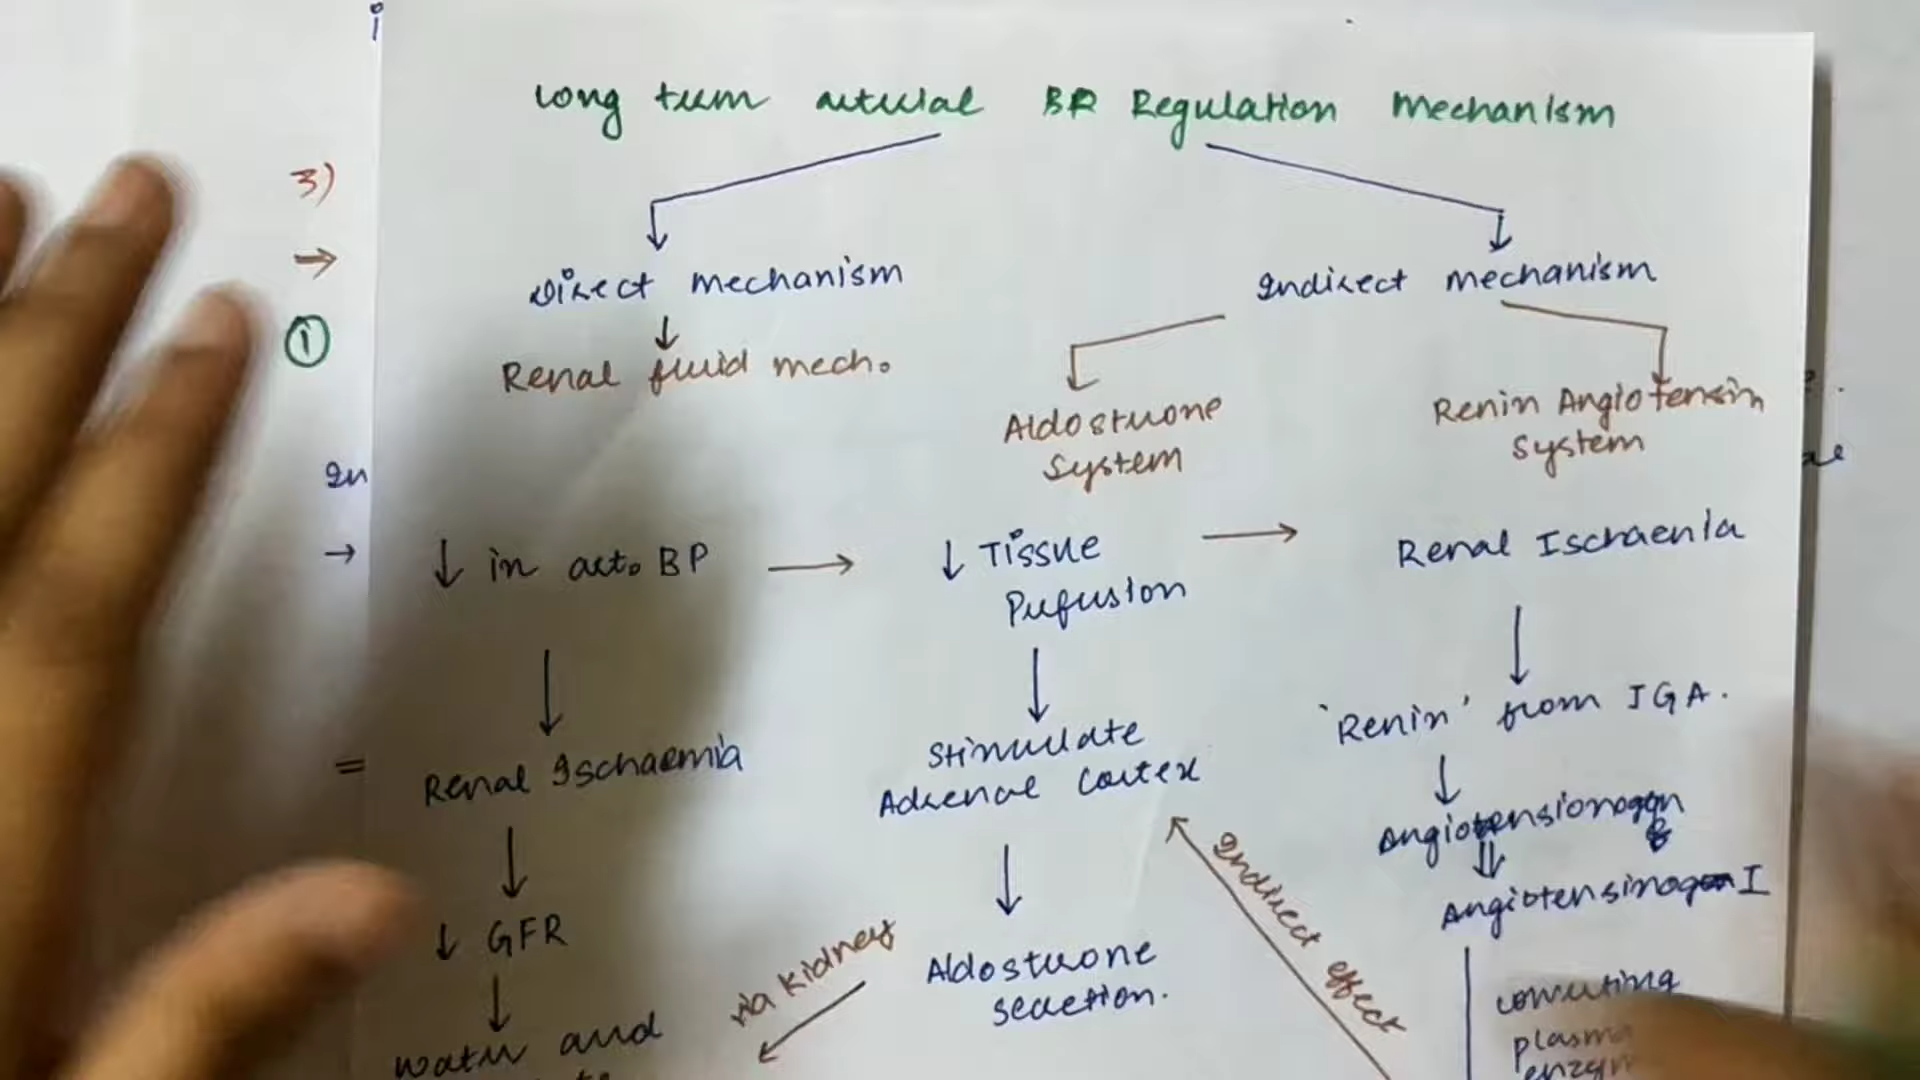 i
Long term arterial BP Regulation Mechanism
3)
→
①
Direct mechanism
Indirect mechanism
↓
Renal fluid mech.
Aldosterone
System
Renin Angiotensin
System
In
→
↓ in art. BP → ↓ Tissue
Perfusion
→ Renal Ischaenia
↓
↓
↓
=
Renal Ischaemia
Stimulate
Adrenal Cortex
'Renin' from JGA.
↓
↓
↓
Angiotensionogen
⇓
Angiotensinogen I
↓ GFR
via kidney
Aldosterone
secretion.
Indirect effect
↓
Water and
converting
plasma